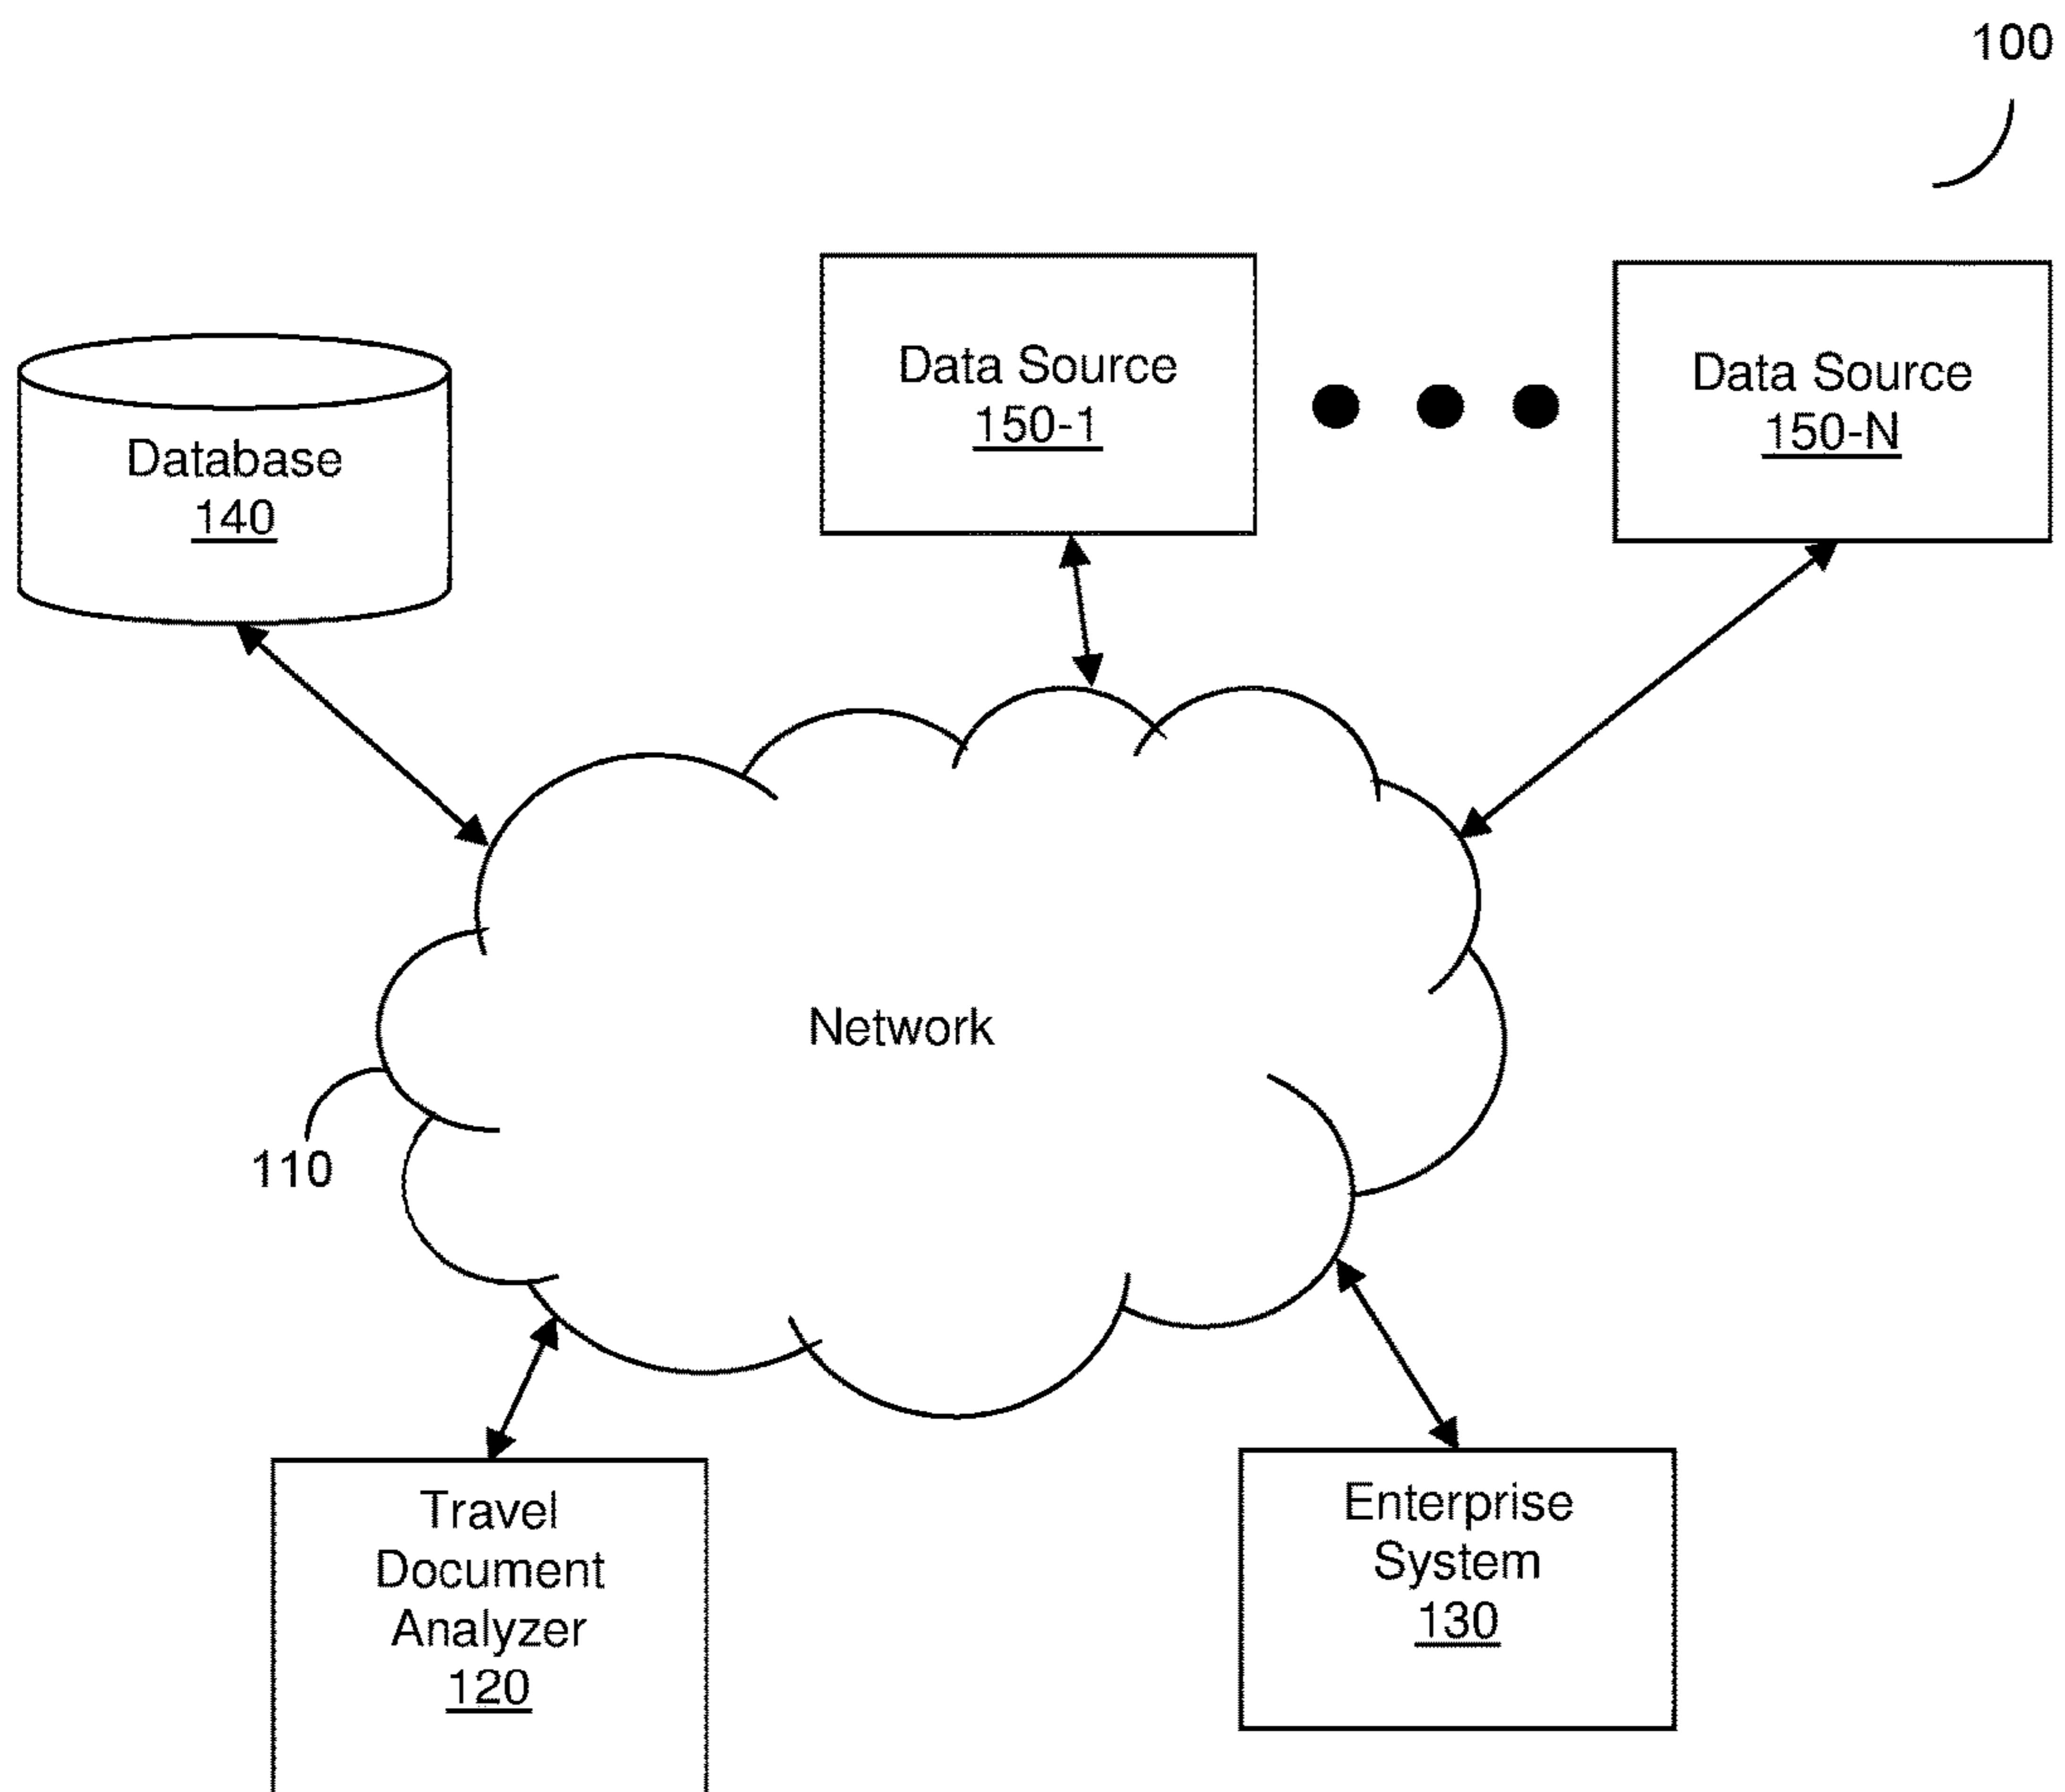 100
Data Source
150-1
Data Source
150-N
Database
140
Network
110
Travel
Document
Analyzer
120
Enterprise
System
130